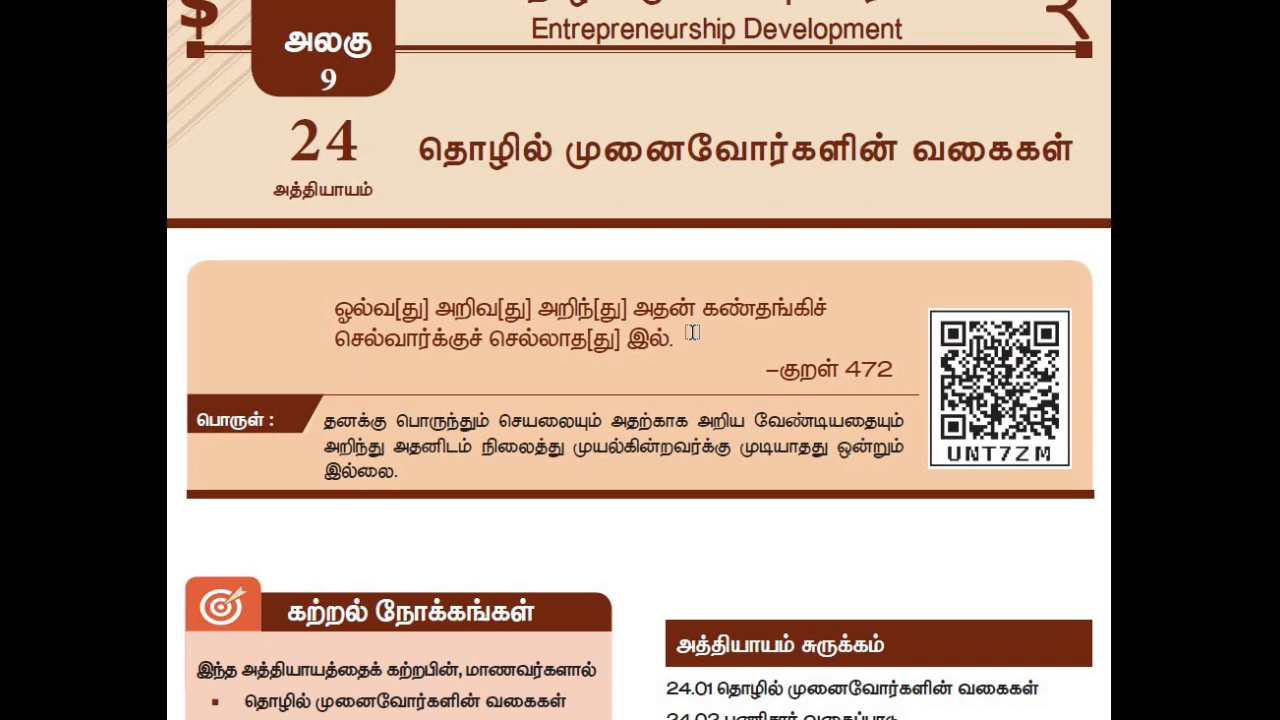 Entrepreneurship Development
அலகு
9
24
அத்தியாயம்
தொழில் முனைவோர்களின் வகைகள்
ஒல்வ[து] அறிவ[து] அறிந்[து] அதன் கண்தங்கிச்
செல்வார்க்குச் செல்லாத[து] இல்.
–குறள் 472
பொருள் :
தனக்கு பொருந்தும் செயலையும் அதற்காக அறிய வேண்டியதையும்
அறிந்து அதனிடம் நிலைத்து முயல்கின்றவர்க்கு முடியாதது ஒன்றும்
இல்லை.
UNT7ZM
கற்றல் நோக்கங்கள்
இந்த அத்தியாயத்தைக் கற்றபின், மாணவர்களால்
▪ தொழில் முனைவோர்களின் வகைகள்
அத்தியாயம் சுருக்கம்
24.01 தொழில் முனைவோர்களின் வகைகள்
24.02